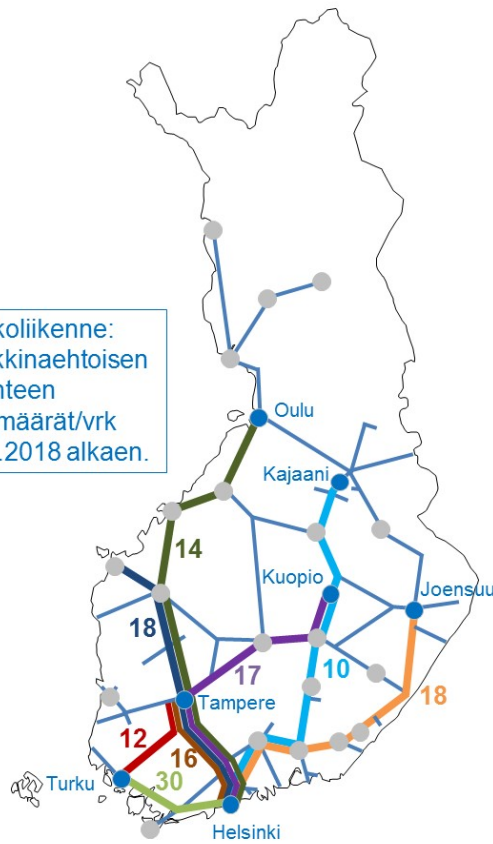 koliikenne:
kkinaehtoisen
nteen
määrät/vrk
.2018 alkaen.
Oulu
Kajaani
14
Kuopio
Joensuu
18
17
10
18
Tampere
12
16
Turku
30
Helsinki